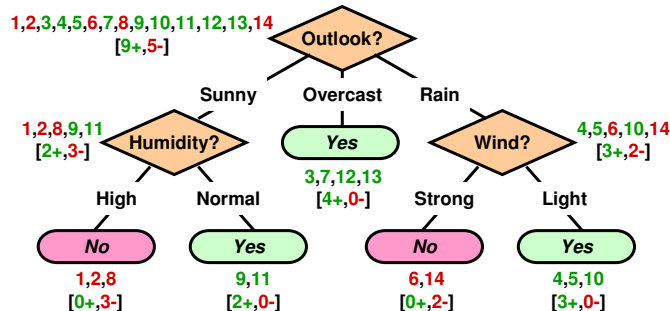 1,2,3,4,5,6,7,8,9,10,11,12,13,14
[9+,5-]
Outlook?
Sunny
Overcast
Rain
1,2,8,9,11
[2+,3-]
Humidity?
Yes
3,7,12,13
[4+,0-]
Wind?
4,5,6,10,14
[3+,2-]
High
Normal
Strong
Light
No
Yes
No
Yes
1,2,8
[0+,3-]
9,11
[2+,0-]
6,14
[0+,2-]
4,5,10
[3+,0-]